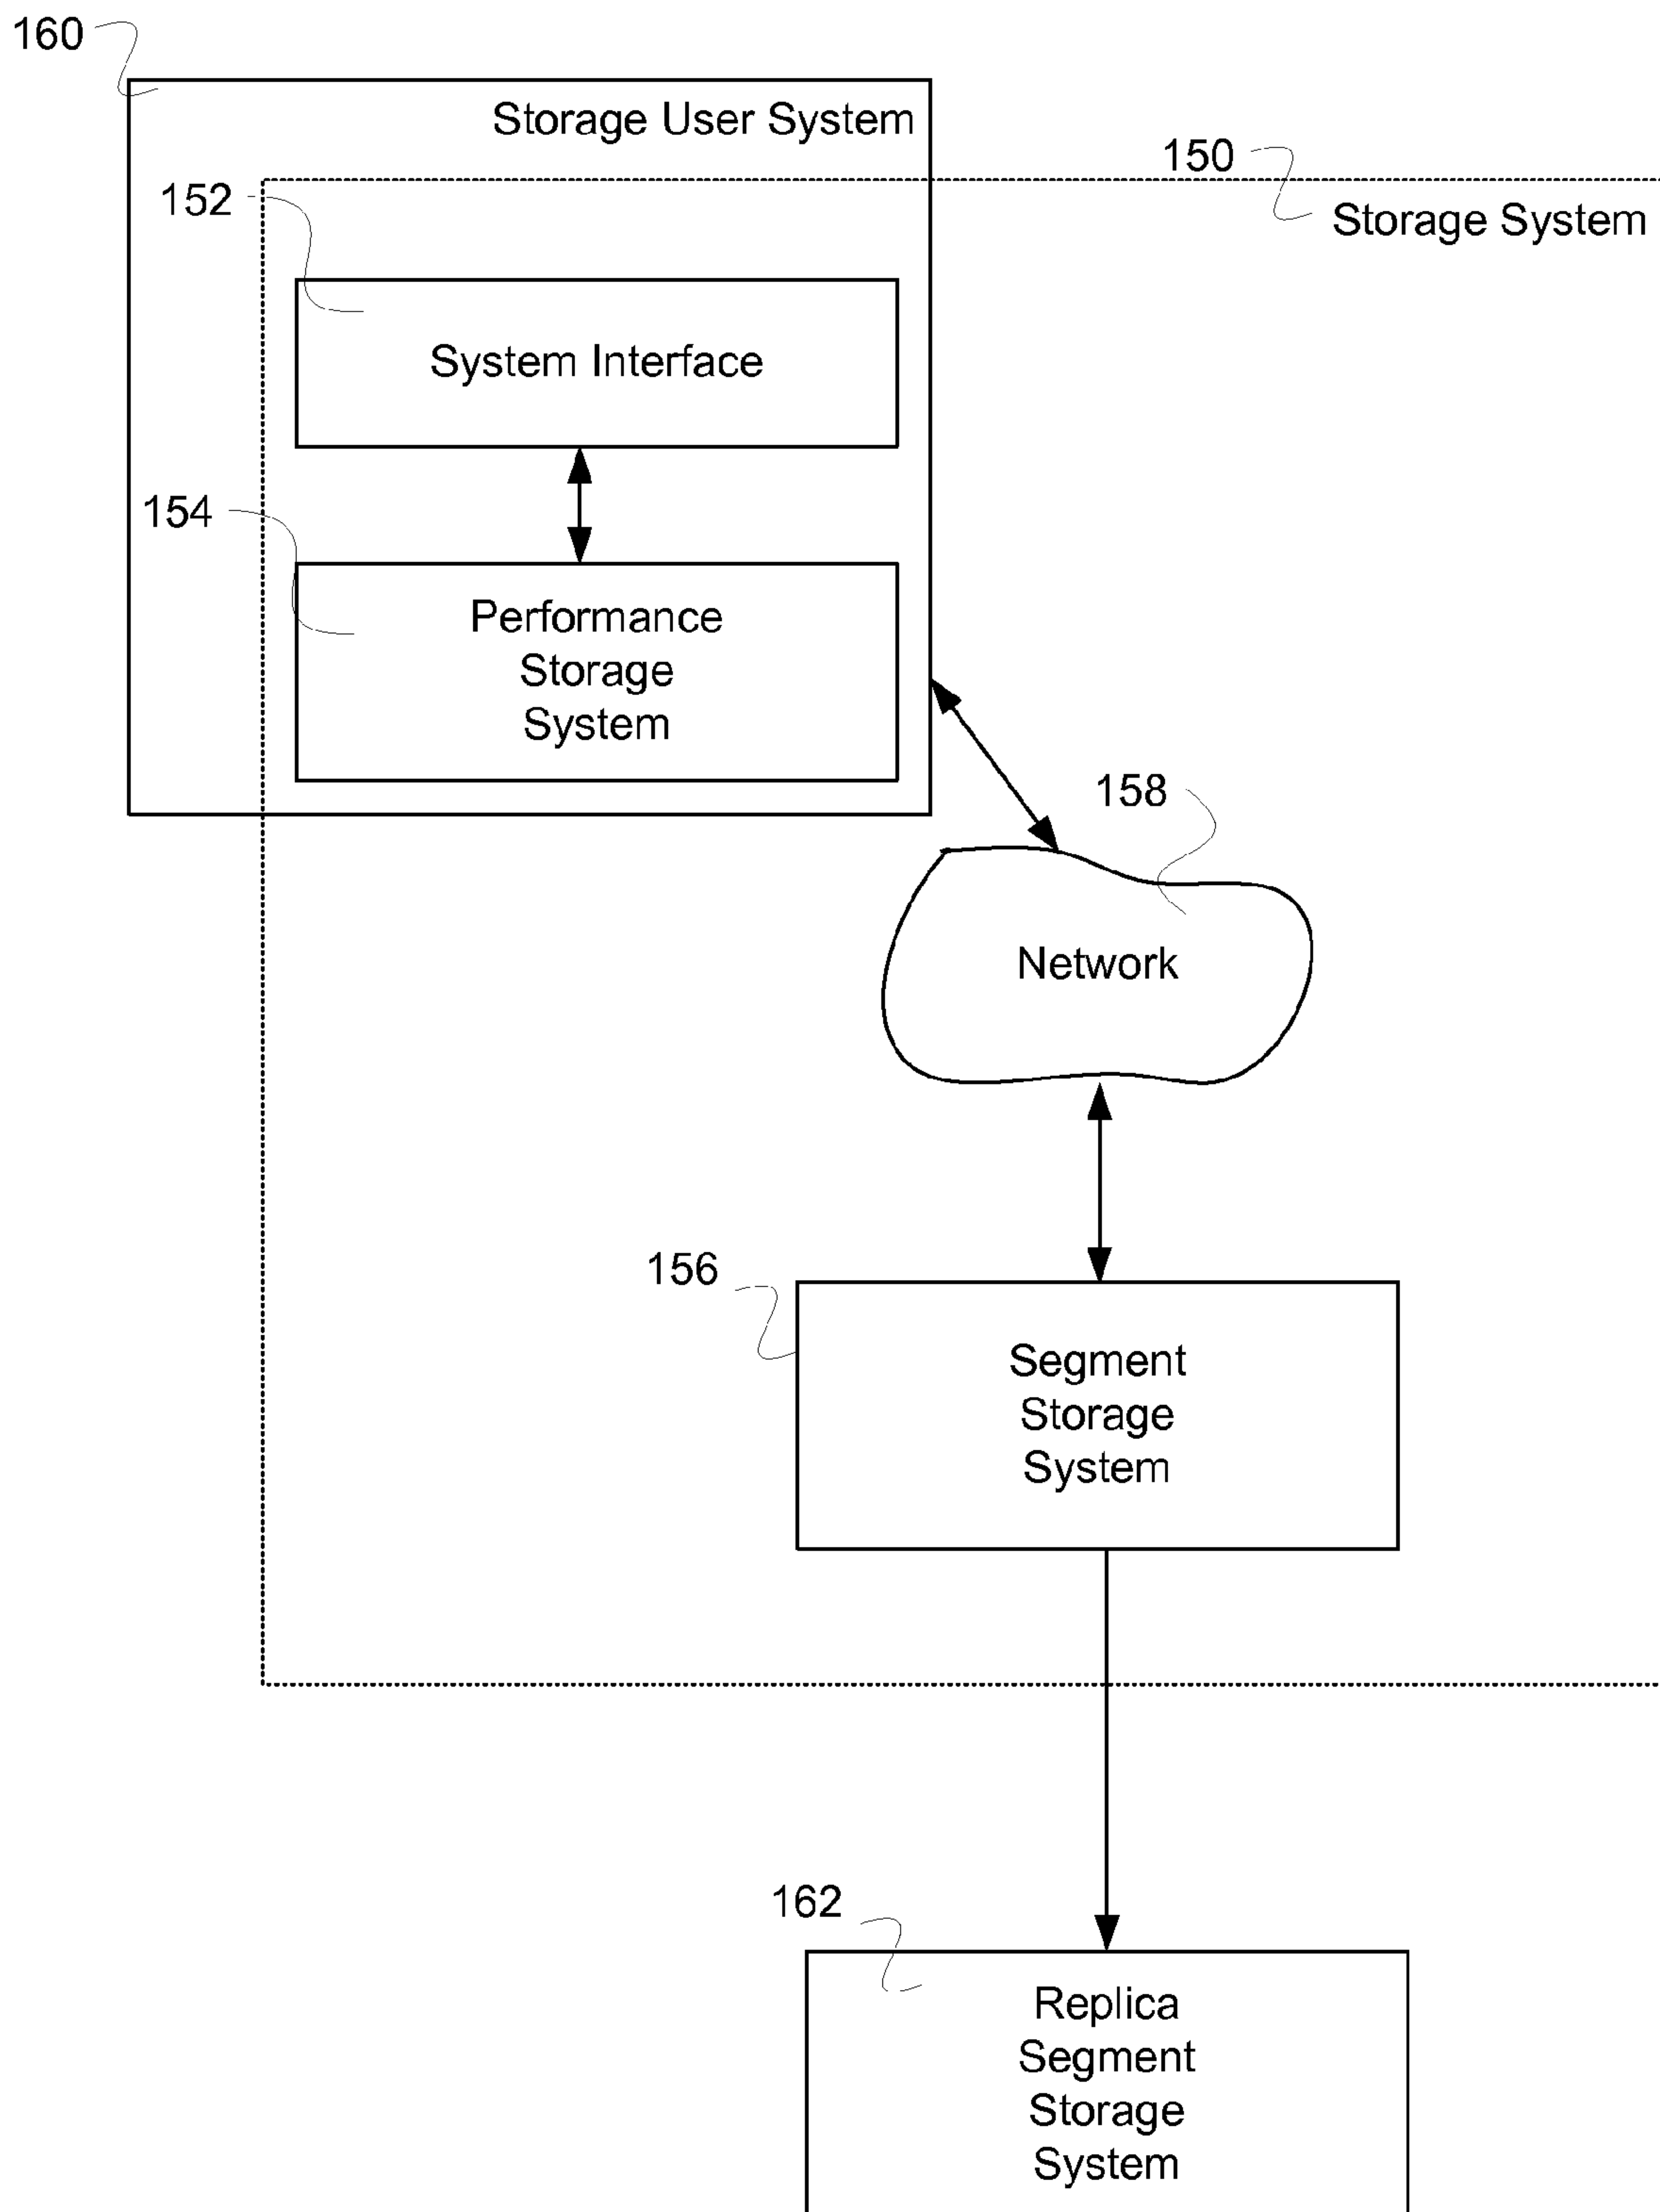 160
Storage User System
150
Storage System
152
System Interface
154
Performance
Storage
System
158
Network
156
Segment
Storage
System
162
Replica
Segment
Storage
System